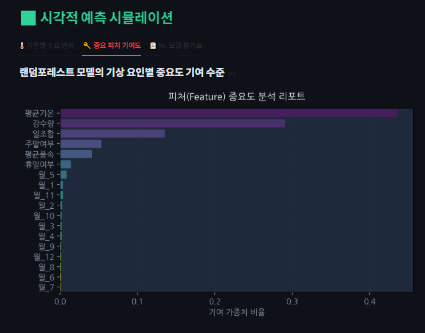 시각적 예측 시뮬레이션
중요 피처 기여도
랜덤포레스트 모델의 기상 요인별 중요도 기여 수준
피처(Feature) 중요도 분석 리포트
평균기온
강수량
일조합
주말여부
평균풍속
휴일여부
월_5
월_1
월_11
월_2
월_10
월_3
월_4
월_9
월_12
월_8
월_6
월_7
0.0 0.1 0.2 0.3 0.4
기여 가중치 비율